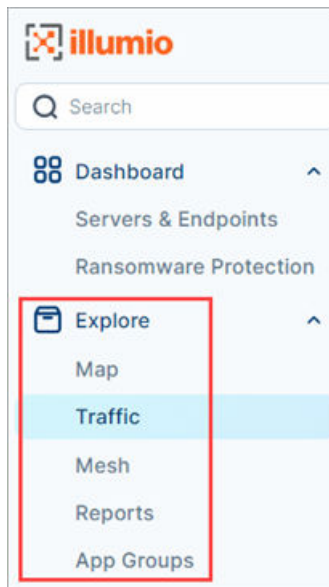 illumio
Search
Dashboard
Servers & Endpoints
Ransomware Protection
Explore
Map
Traffic
Mesh
Reports
App Groups